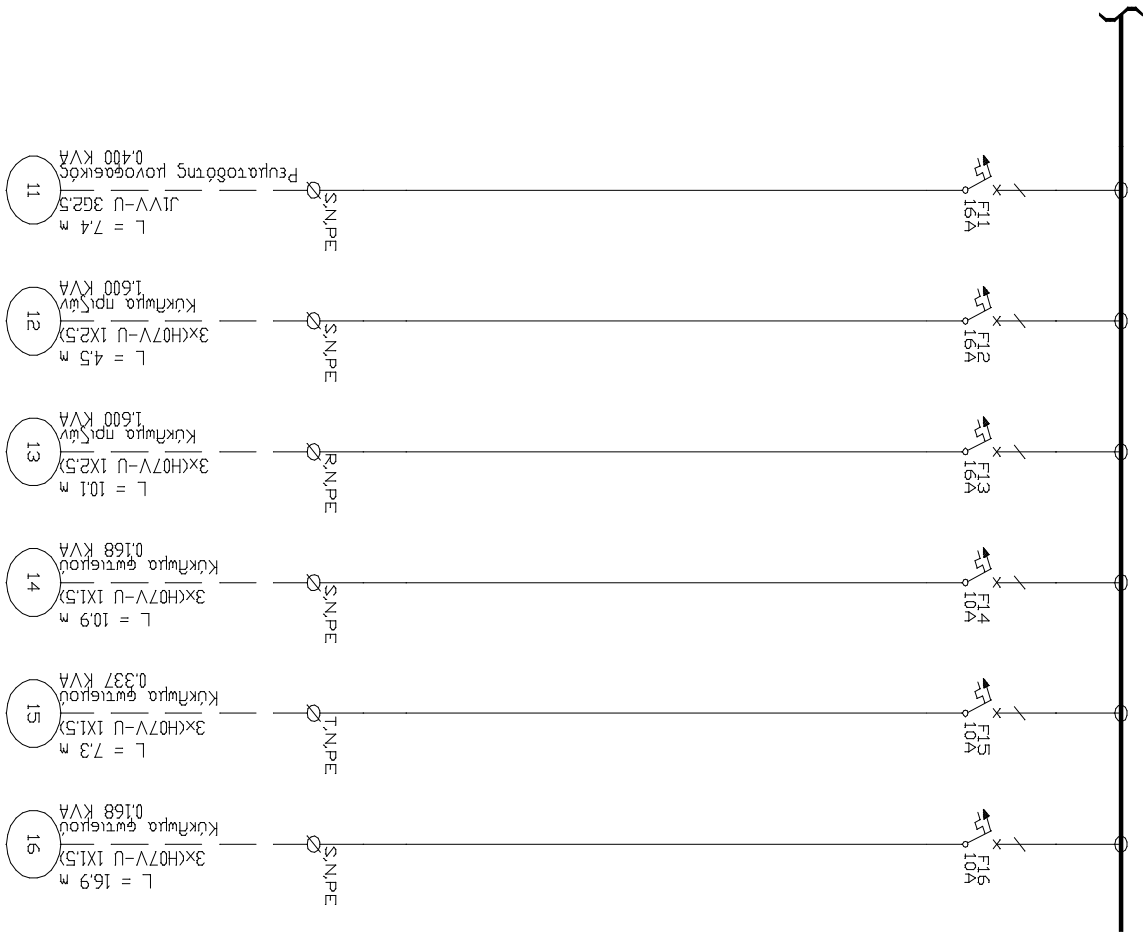 11
L = 7.4 m
J1VV-U 3G2.5
Ρευματοδότης μονοφασικός
0.400 KVA
S,N,PE
F11
16A
12
L = 4.5 m
3x(H07V-U 1X2.5)
Κύκλωμα πριζών
1.600 KVA
S,N,PE
F12
16A
13
L = 10.1 m
3x(H07V-U 1X2.5)
Κύκλωμα πριζών
1.600 KVA
R,N,PE
F13
16A
14
L = 10.9 m
3x(H07V-U 1X1.5)
Κύκλωμα φωτισμού
0.168 KVA
S,N,PE
F14
10A
15
L = 7.3 m
3x(H07V-U 1X1.5)
Κύκλωμα φωτισμού
0.337 KVA
T,N,PE
F15
10A
16
L = 16.9 m
3x(H07V-U 1X1.5)
Κύκλωμα φωτισμού
0.168 KVA
S,N,PE
F16
10A